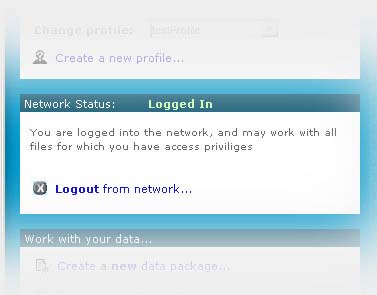 Change profile: testProfile
Create a new profile...
Network Status: Logged In
You are logged into the network, and may work with all
files for which you have access priviliges
Logout from network...
Work with your data...
Create a new data package...